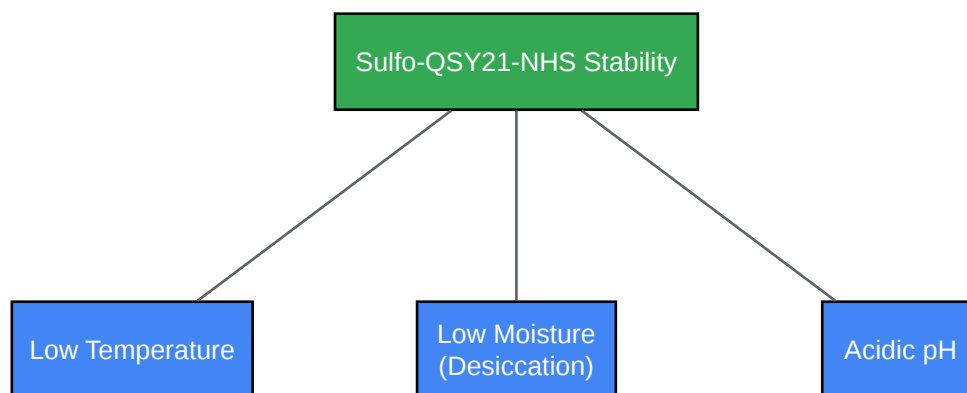 Sulfo-QSY21-NHS Stability
Low Temperature
Low Moisture
(Desiccation)
Acidic pH